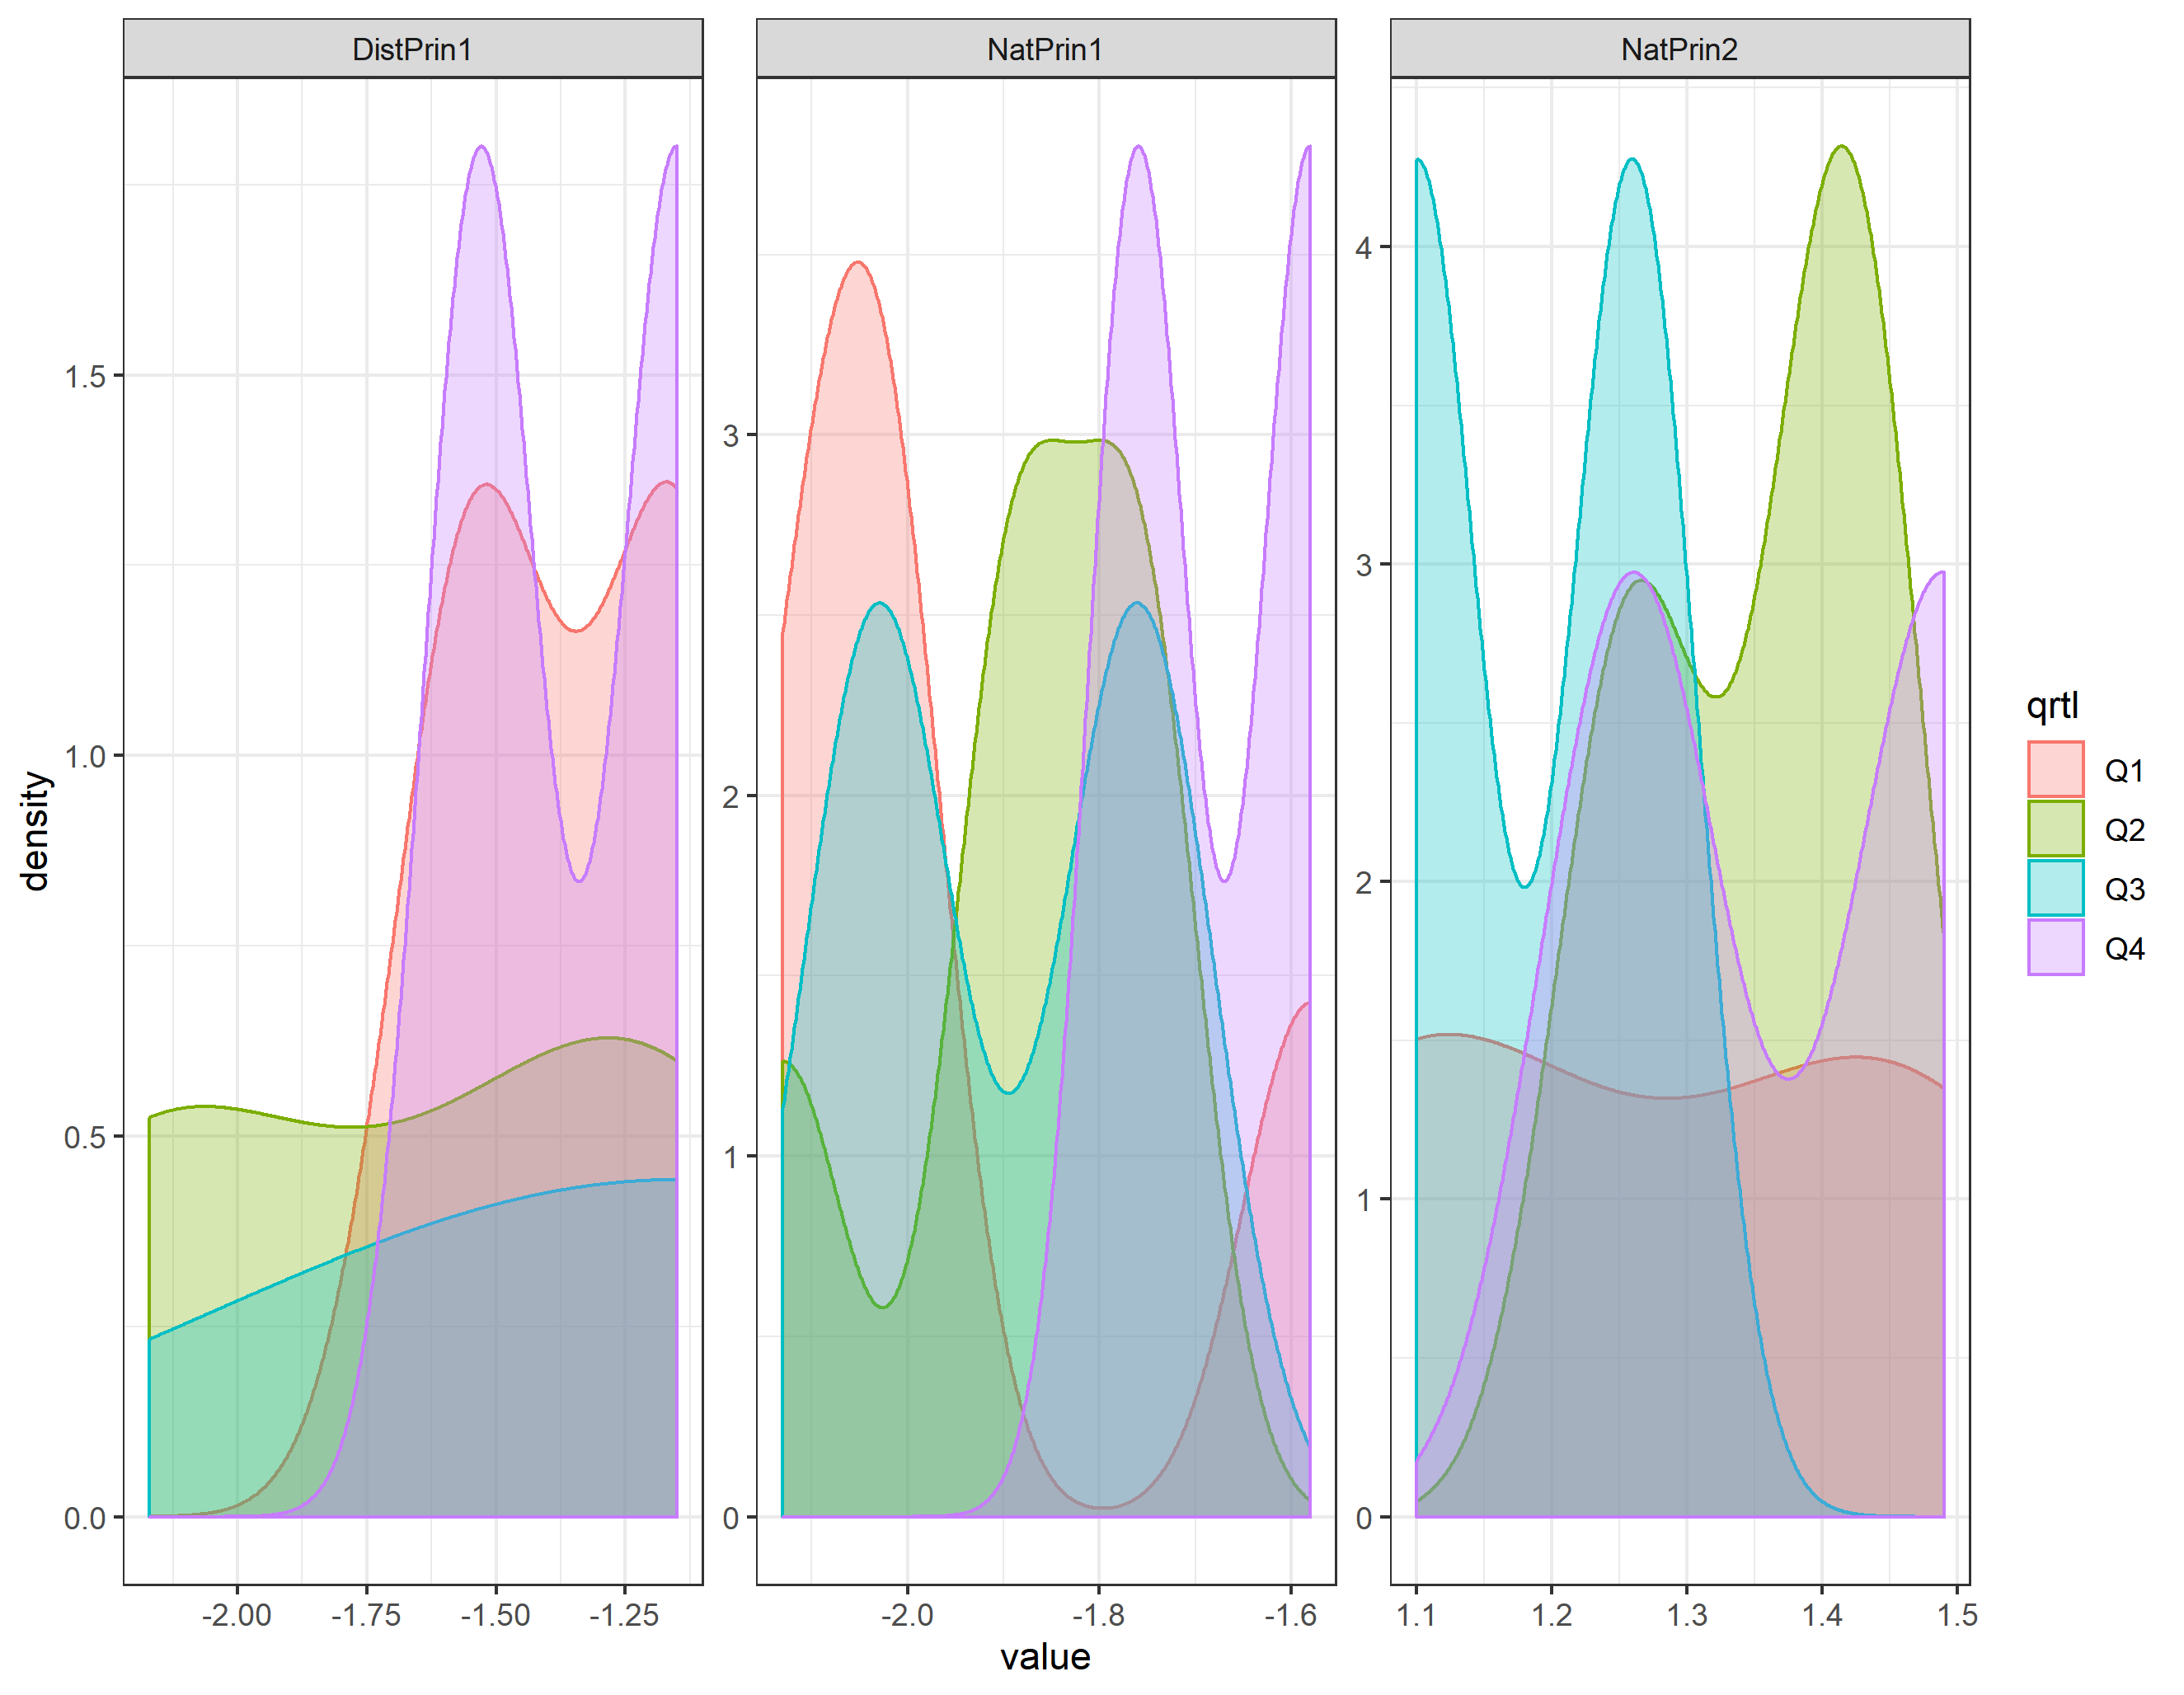 DistPrin1 NatPrin1 NatPrin2
density
0.0 0.5 1.0 1.5
0 1 2 3
0 1 2 3 4
-2.00 -1.75 -1.50 -1.25
-2.0 -1.8 -1.6
1.1 1.2 1.3 1.4 1.5
value
qrtl
Q1
Q2
Q3
Q4